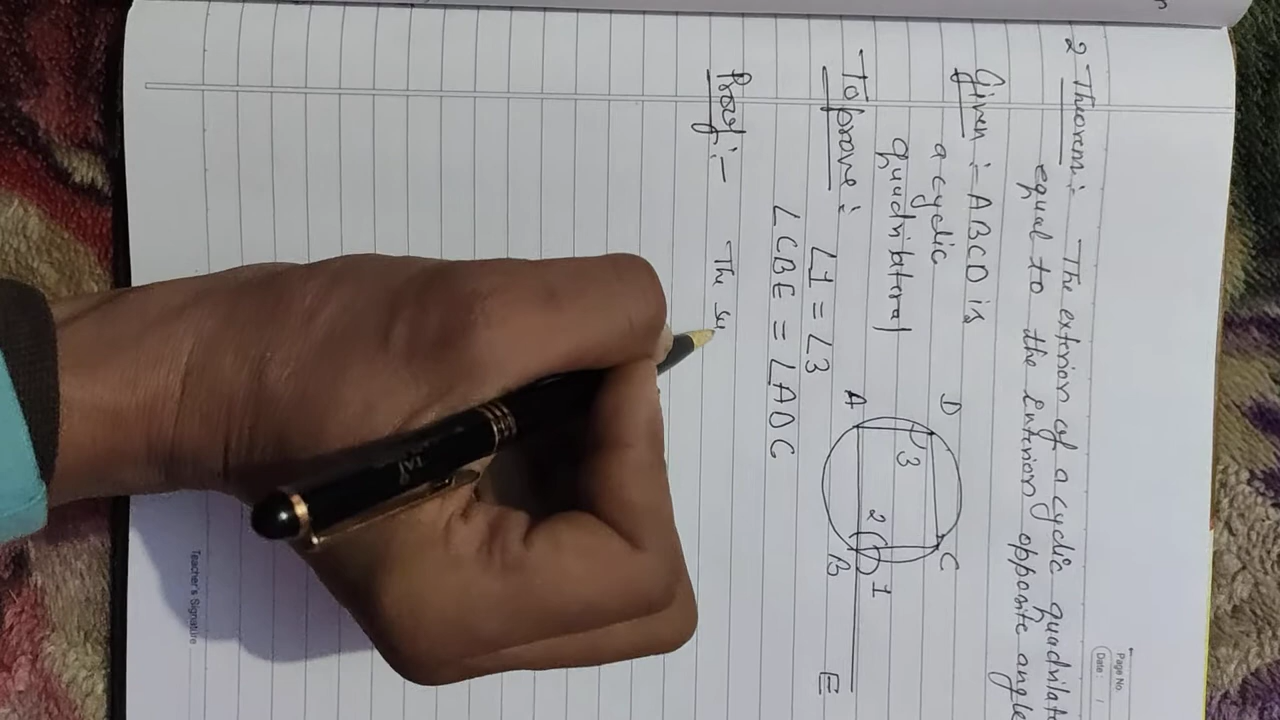 Page No.
Date: /
2 Theorem:- The exterior of a cyclic quadrilate
equal to the interior opposite angle
Given :- ABCD is
a cyclic
quadrilateral
D
C
3
2
1
A
B
E
To prove :-
∠1 = ∠3
∠CBE = ∠ADC
Proof :- The su
Teacher's Signature